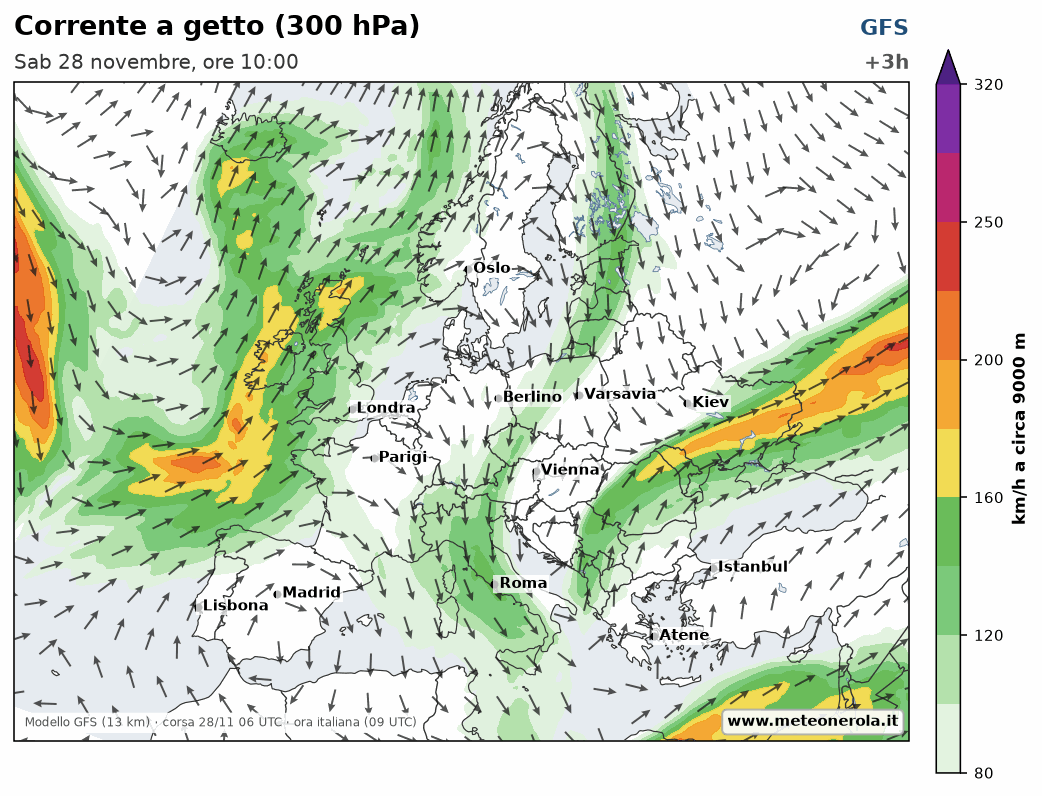 Corrente a getto (300 hPa)
GFS
Sab 28 novembre, ore 10:00
+3h
320
250
200
160
120
80
km/h a circa 9000 m
Oslo
Berlino
Varsavia
Kiev
Londra
Parigi
Vienna
Istanbul
Roma
Madrid
Lisbona
Atene
Modello GFS (13 km) · corsa 28/11 06 UTC · ora italiana (09 UTC)
www.meteonerola.it